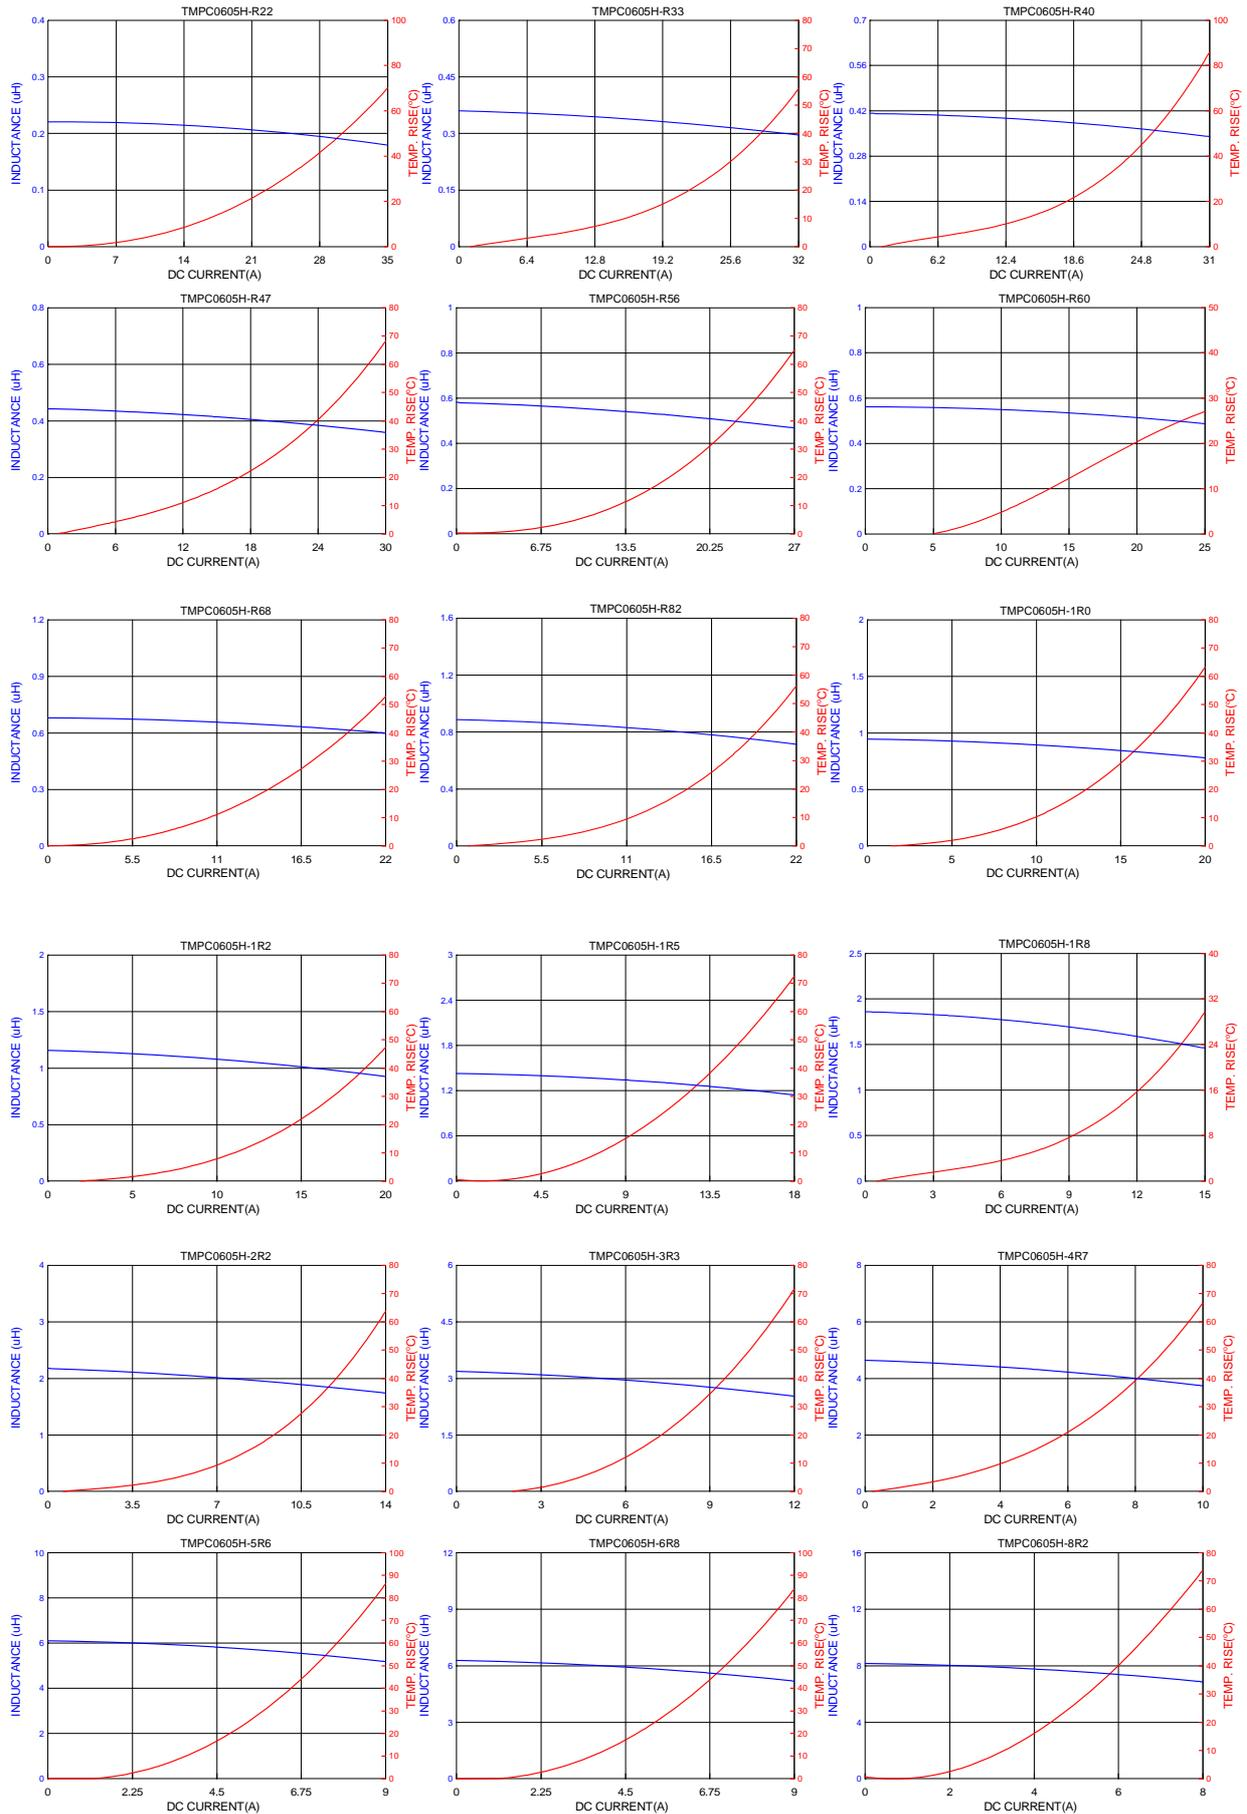 TMPC0605H-R22
0.4
0.3
0.2
0.1
0
100
80
60
40
20
0
0 7 14 21 28 35
INDUCTANCE (uH)
TEMP. RISE(ºC)
DC CURRENT(A)
TMPC0605H-R33
0.6
0.45
0.3
0.15
0
80
70
60
50
40
30
20
10
0
0 6.4 12.8 19.2 25.6 32
INDUCTANCE (uH)
TEMP. RISE(ºC)
DC CURRENT(A)
TMPC0605H-R40
0.7
0.56
0.42
0.28
0.14
0
100
80
60
40
20
0
0 6.2 12.4 18.6 24.8 31
INDUCTANCE (uH)
TEMP. RISE(ºC)
DC CURRENT(A)
TMPC0605H-R47
0.8
0.6
0.4
0.2
0
80
70
60
50
40
30
20
10
0
0 6 12 18 24 30
INDUCTANCE (uH)
TEMP. RISE(ºC)
DC CURRENT(A)
TMPC0605H-R56
1
0.8
0.6
0.4
0.2
0
80
70
60
50
40
30
20
10
0
0 6.75 13.5 20.25 27
INDUCTANCE (uH)
TEMP. RISE(ºC)
DC CURRENT(A)
TMPC0605H-R60
1
0.8
0.6
0.4
0.2
0
50
40
30
20
10
0
0 5 10 15 20 25
INDUCTANCE (uH)
TEMP. RISE(ºC)
DC CURRENT(A)
TMPC0605H-R68
1.2
0.9
0.6
0.3
0
80
70
60
50
40
30
20
10
0
0 5.5 11 16.5 22
INDUCTANCE (uH)
TEMP. RISE(ºC)
DC CURRENT(A)
TMPC0605H-R82
1.6
1.2
0.8
0.4
0
80
70
60
50
40
30
20
10
0
0 5.5 11 16.5 22
INDUCTANCE (uH)
TEMP. RISE(ºC)
DC CURRENT(A)
TMPC0605H-1R0
2
1.5
1
0.5
0
80
70
60
50
40
30
20
10
0
0 5 10 15 20
INDUCTANCE (uH)
TEMP. RISE(ºC)
DC CURRENT(A)
TMPC0605H-1R2
2
1.5
1
0.5
0
80
70
60
50
40
30
20
10
0
0 5 10 15 20
INDUCTANCE (uH)
TEMP. RISE(ºC)
DC CURRENT(A)
TMPC0605H-1R5
3
2.4
1.8
1.2
0.6
0
80
70
60
50
40
30
20
10
0
0 4.5 9 13.5 18
INDUCTANCE (uH)
TEMP. RISE(ºC)
DC CURRENT(A)
TMPC0605H-1R8
2.5
2
1.5
1
0.5
0
40
32
24
16
8
0
0 3 6 9 12 15
INDUCTANCE (uH)
TEMP. RISE(ºC)
DC CURRENT(A)
TMPC0605H-2R2
4
3
2
1
0
80
70
60
50
40
30
20
10
0
0 3.5 7 10.5 14
INDUCTANCE (uH)
TEMP. RISE(ºC)
DC CURRENT(A)
TMPC0605H-3R3
6
4.5
3
1.5
0
80
70
60
50
40
30
20
10
0
0 3 6 9 12
INDUCTANCE (uH)
TEMP. RISE(ºC)
DC CURRENT(A)
TMPC0605H-4R7
8
6
4
2
0
80
70
60
50
40
30
20
10
0
0 2 4 6 8 10
INDUCTANCE (uH)
TEMP. RISE(ºC)
DC CURRENT(A)
TMPC0605H-5R6
10
8
6
4
2
0
100
90
80
70
60
50
40
30
20
10
0
0 2.25 4.5 6.75 9
INDUCTANCE (uH)
TEMP. RISE(ºC)
DC CURRENT(A)
TMPC0605H-6R8
12
9
6
3
0
100
90
80
70
60
50
40
30
20
10
0
0 2.25 4.5 6.75 9
INDUCTANCE (uH)
TEMP. RISE(ºC)
DC CURRENT(A)
TMPC0605H-8R2
16
12
8
4
0
80
70
60
50
40
30
20
10
0
0 2 4 6 8
INDUCTANCE (uH)
TEMP. RISE(ºC)
DC CURRENT(A)